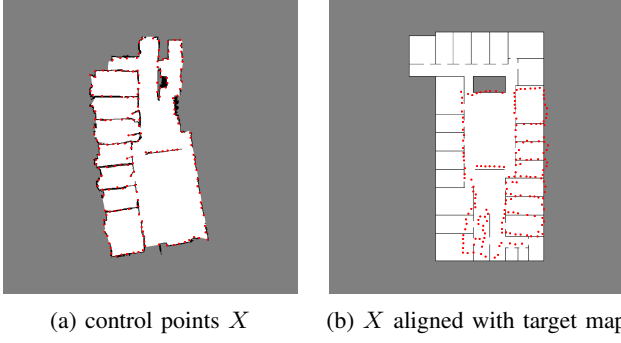 (a) control points X
(b) X aligned with target map